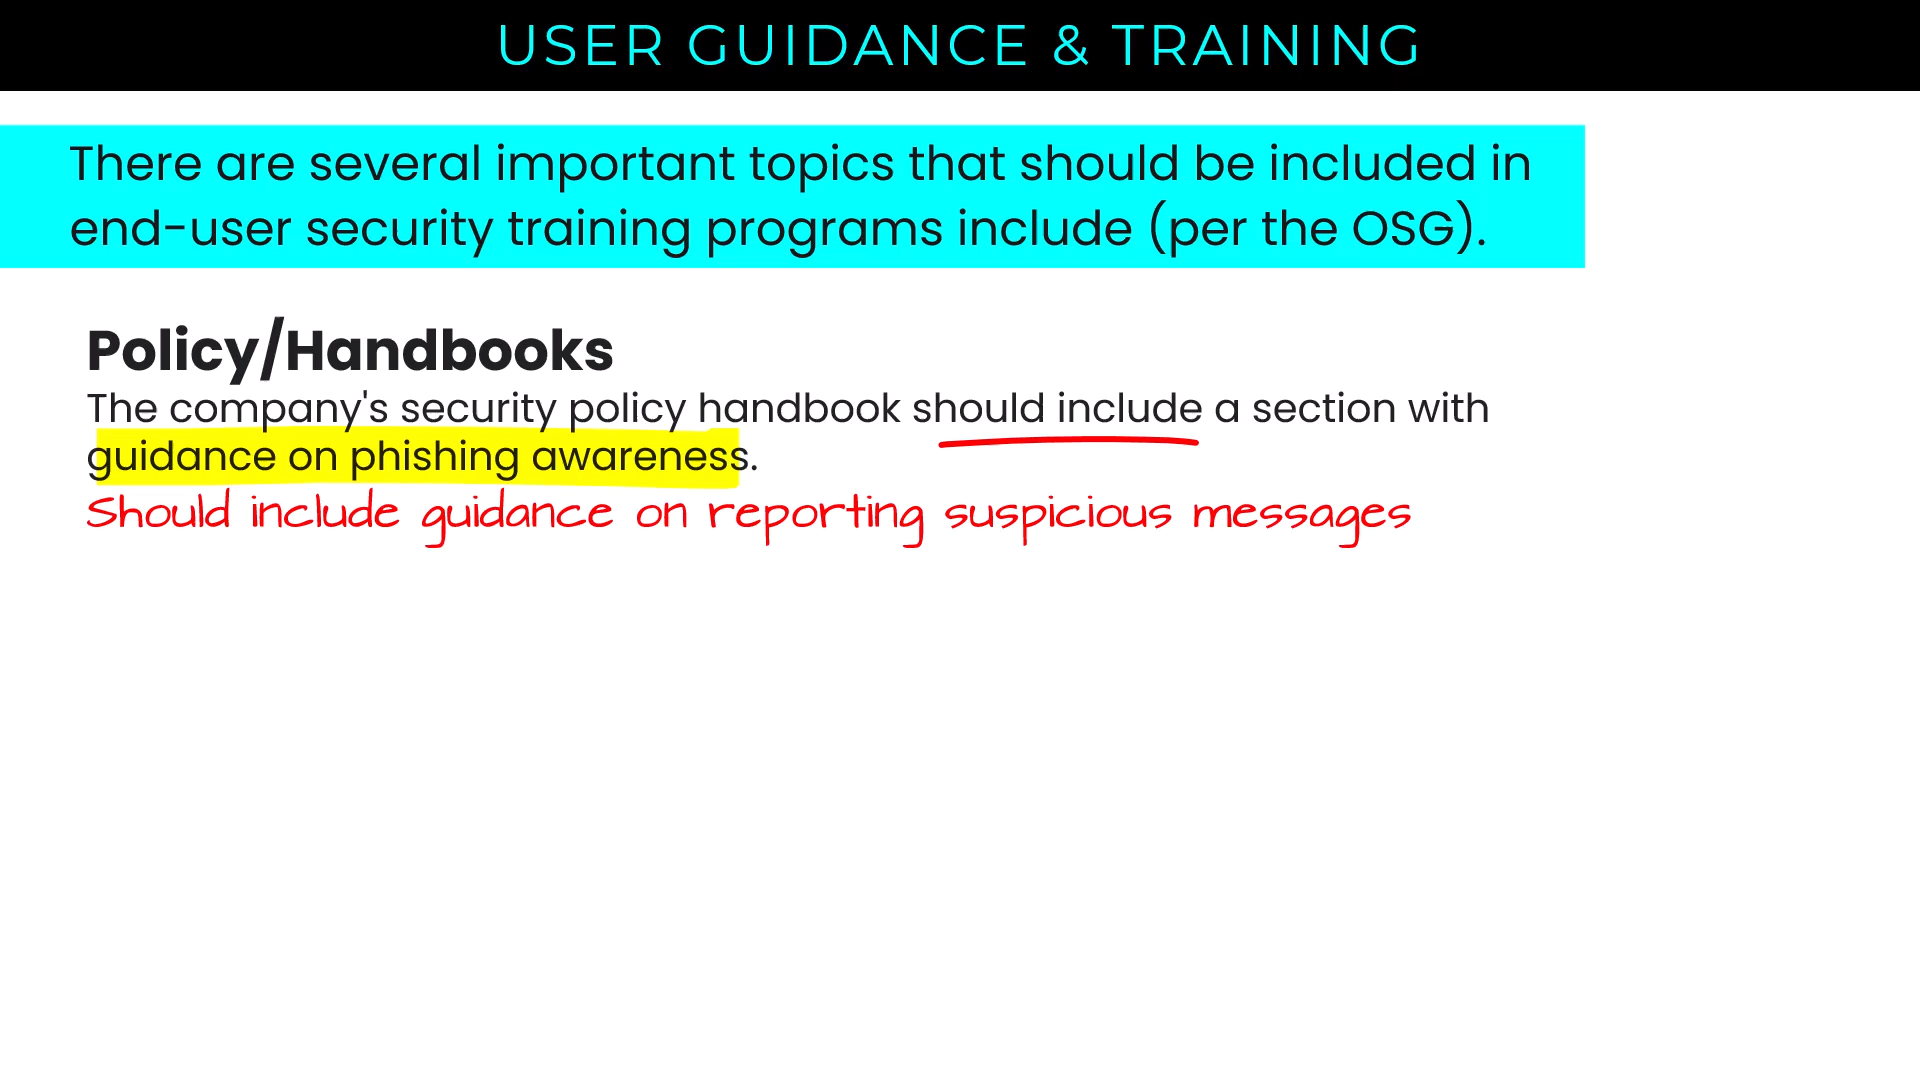 USER GUIDANCE & TRAINING
There are several important topics that should be included in
end-user security training programs include (per the OSG).
Policy/Handbooks
The company's security policy handbook should include a section with
guidance on phishing awareness.
Should include guidance on reporting suspicious messages